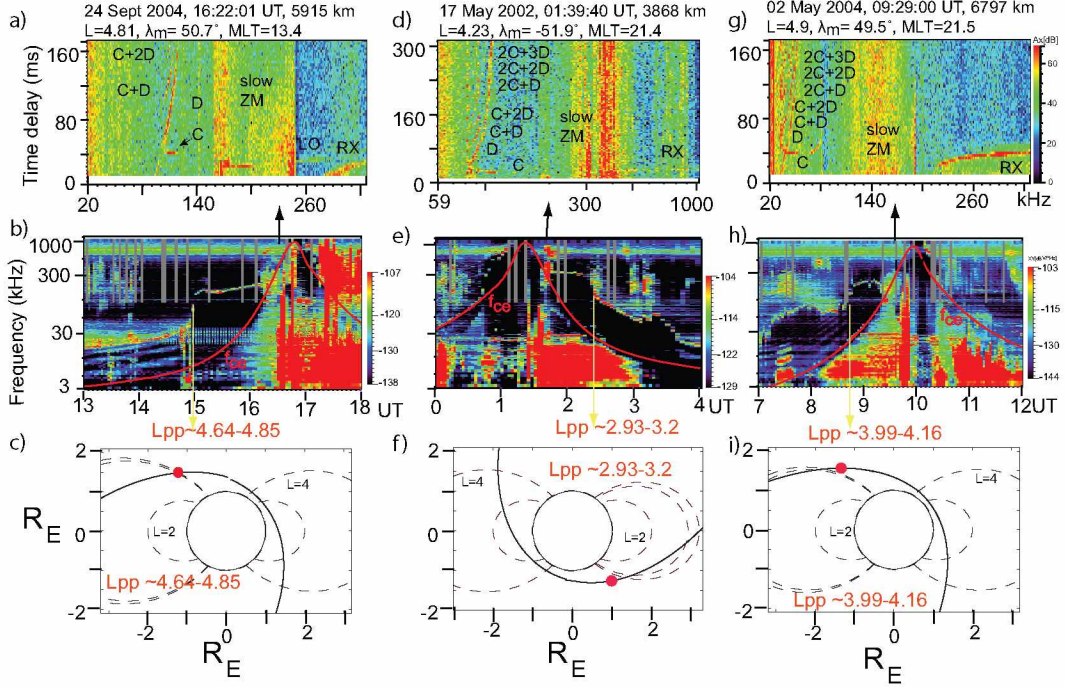 a) 24 Sept 2004, 16:22:01 UT, 5915 km
L=4.81, λm= 50.7°, MLT=13.4
Time delay (ms)
160
80
0
C+2D
C+D
D
C
slow
ZM
LO
RX
20 140 260
d) 17 May 2002, 01:39:40 UT, 3868 km
L=4.23, λm= -51.9°, MLT=21.4
300
200
100
0
2C+3D
2C+2D
2C+D
C+2D
C+D
D
C
slow
ZM
RX
59 300 1000
g) 02 May 2004, 09:29:00 UT, 6797 km
L=4.9, λm= 49.5°, MLT=21.5
160
80
0
2C+3D
2C+2D
2C+D
C+2D
C+D
D
C
slow
ZM
RX
20 140 260 kHz
Ax[dB]
60
40
20
0
b)
Frequency (kHz)
1000
300
30
3
fce
13 14 15 16 17 18 UT
-107
-120
-130
-138
Lpp~4.64-4.85
e)
fce
0 1 2 3 4 UT
-104
-116
-122
-129
Lpp ~2.93-3.2
h)
fce
7 8 9 10 11 12 UT
-103
-125
-133
-144
Lpp ~3.99-4.16
c)
RE
2
1
0
-2
L=4
L=2
Lpp ~4.64-4.85
-2 0 2
RE
f)
2
1
0
-2
Lpp ~2.93-3.2
L=4
L=2
-2 0 2
RE
i)
2
1
0
-2
L=4
L=2
Lpp ~3.99-4.16
-2 0 2
RE